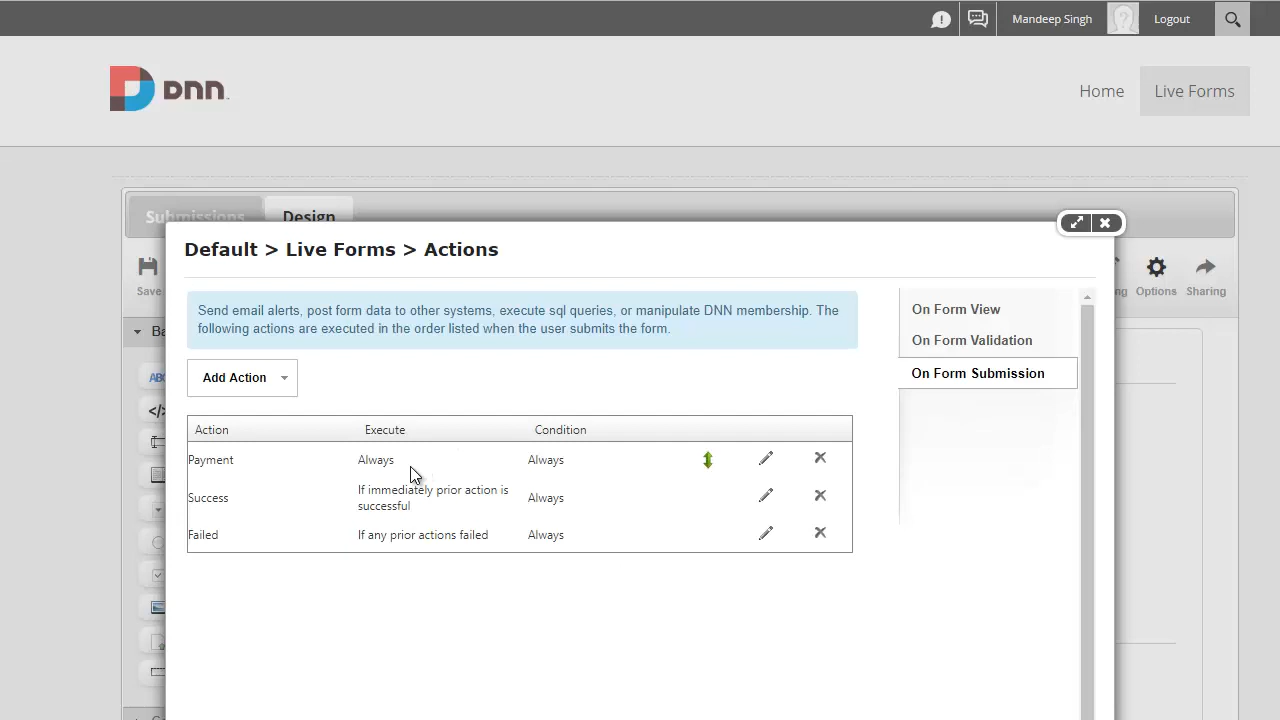 Mandeep Singh
Logout
DNN
Home
Live Forms
Submissions
Design
Default > Live Forms > Actions
Save
Options
Sharing
Send email alerts, post form data to other systems, execute sql queries, or manipulate DNN membership. The
following actions are executed in the order listed when the user submits the form.
On Form View
On Form Validation
On Form Submission
Add Action
Action Execute Condition
Payment Always Always
Success If immediately prior action is
successful Always
Failed If any prior actions failed Always